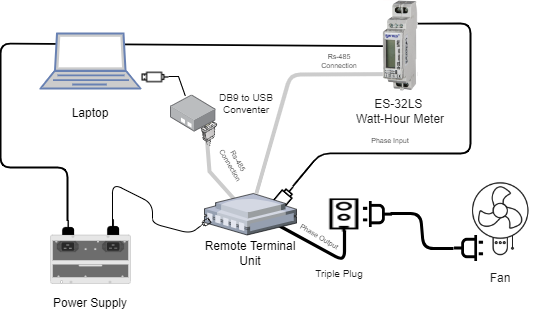 Rs-485
Connection
ES-32LS
Watt-Hour Meter
DB9 to USB
Conventer
Laptop
Phase Input
Rs-485
Connection
Remote Terminal
Unit
Phase Output
Triple Plug
Fan
Power Supply